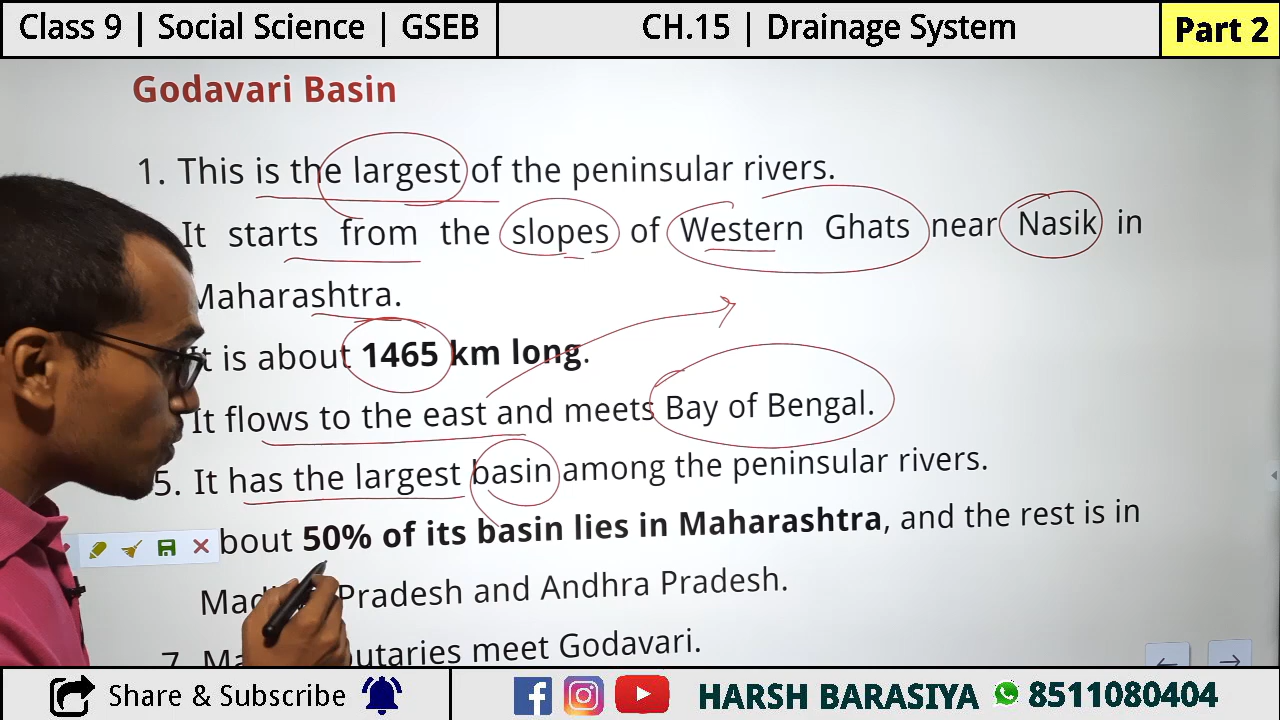 Class 9 | Social Science | GSEB
CH.15 | Drainage System
Part 2
Godavari Basin
1. This is the largest of the peninsular rivers.
It starts from the slopes of Western Ghats near Nasik in
Maharashtra.
It is about 1465 km long.
It flows to the east and meets Bay of Bengal.
5. It has the largest basin among the peninsular rivers.
bout 50% of its basin lies in Maharashtra, and the rest is in
Pradesh and Andhra Pradesh.
7. meet Godavari.
Share & Subscribe
HARSH BARASIYA 8511080404